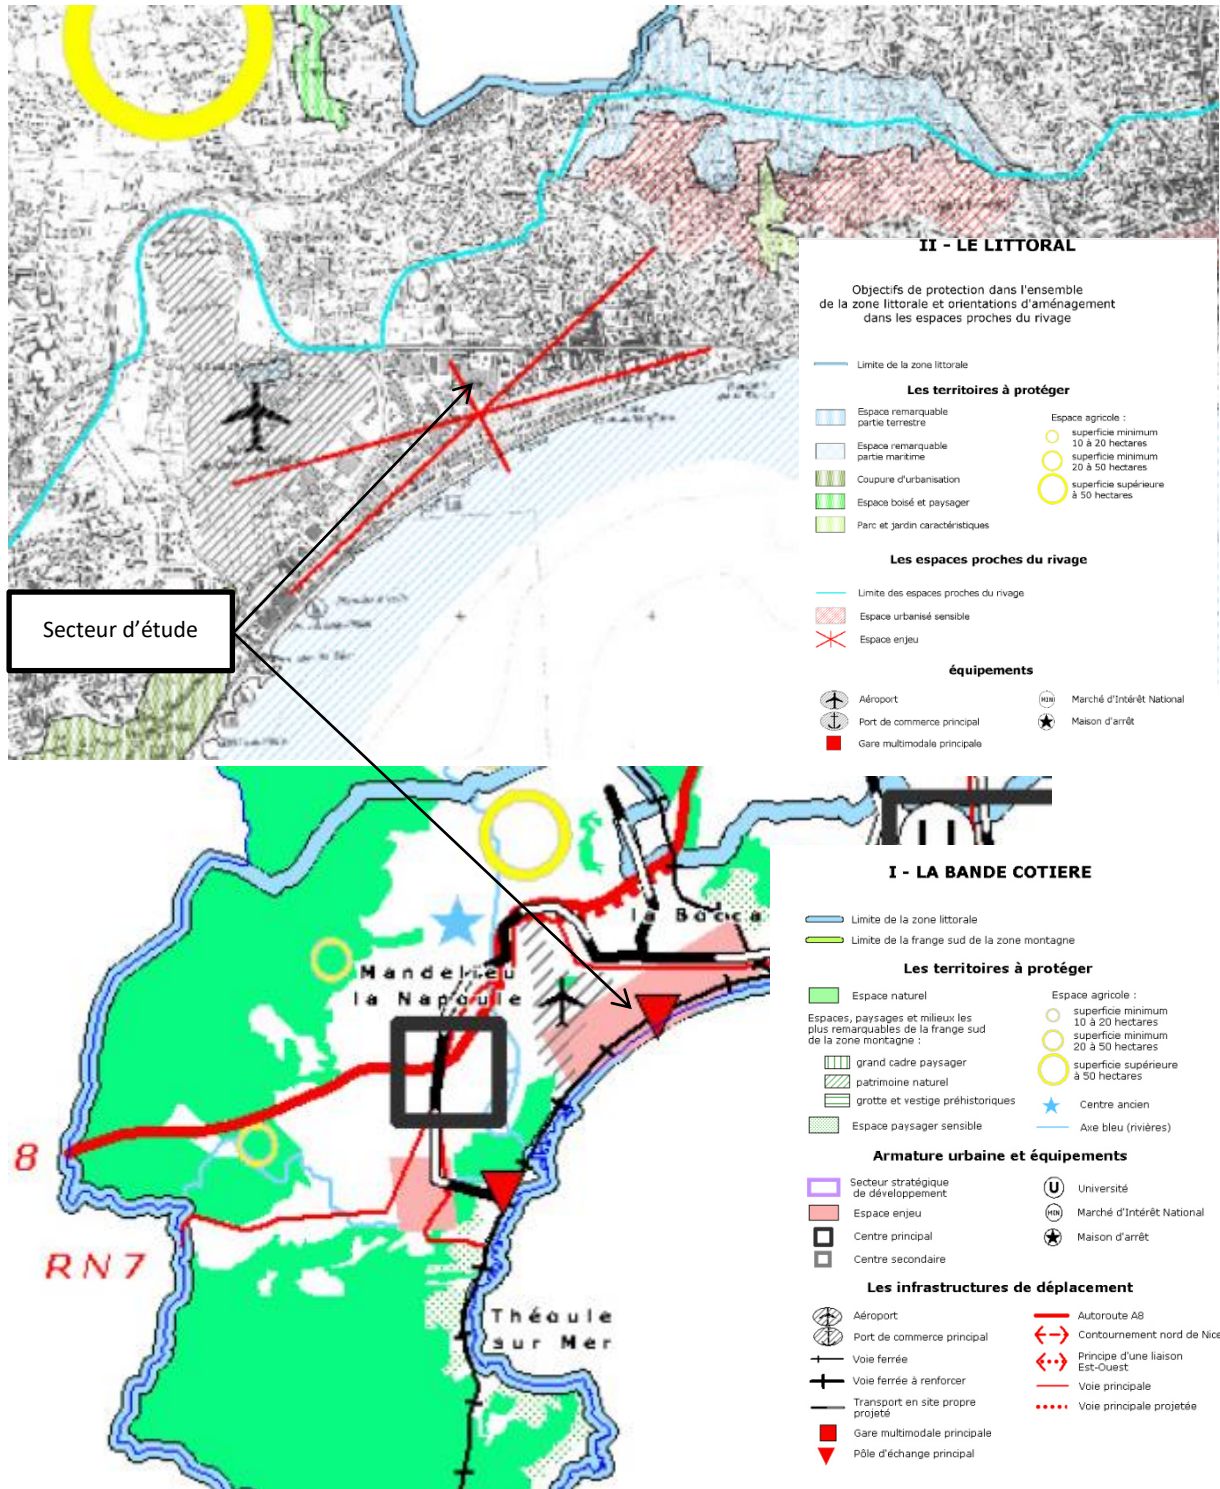 II - LE LITTORAL
Objectifs de protection dans l'ensemble
de la zone littorale et orientations d'aménagement
dans les espaces proches du rivage
Limite de la zone littorale
Les territoires à protéger
Espace remarquable
partie terrestre
Espace remarquable
partie maritime
Coupure d'urbanisation
Espace boisé et paysager
Parc et jardin caractéristiques
Espace agricole :
superficie minimum
10 à 20 hectares
superficie minimum
20 à 50 hectares
superficie supérieure
à 50 hectares
Les espaces proches du rivage
Limite des espaces proches du rivage
Espace urbanisé sensible
Espace enjeu
équipements
Aéroport
Port de commerce principal
Gare multimodale principale
MIN Marché d'Intérêt National
Maison d'arrêt
Secteur d'étude
la Bocca
Mandelieu
la Napoule
8
RN7
Théoule
sur Mer
U
I - LA BANDE COTIERE
Limite de la zone littorale
Limite de la frange sud de la zone montagne
Les territoires à protéger
Espace naturel
Espaces, paysages et milieux les
plus remarquables de la frange sud
de la zone montagne :
grand cadre paysager
patrimoine naturel
grotte et vestige préhistoriques
Espace paysager sensible
Espace agricole :
superficie minimum
10 à 20 hectares
superficie minimum
20 à 50 hectares
superficie supérieure
à 50 hectares
Centre ancien
Axe bleu (rivières)
Armature urbaine et équipements
Secteur stratégique
de développement
Espace enjeu
Centre principal
Centre secondaire
U Université
MIN Marché d'Intérêt National
Maison d'arrêt
Les infrastructures de déplacement
Aéroport
Port de commerce principal
Voie ferrée
Voie ferrée à renforcer
Transport en site propre
projeté
Gare multimodale principale
Pôle d'échange principal
Autoroute A8
Contournement nord de Nice
Principe d'une liaison
Est-Ouest
Voie principale
Voie principale projetée